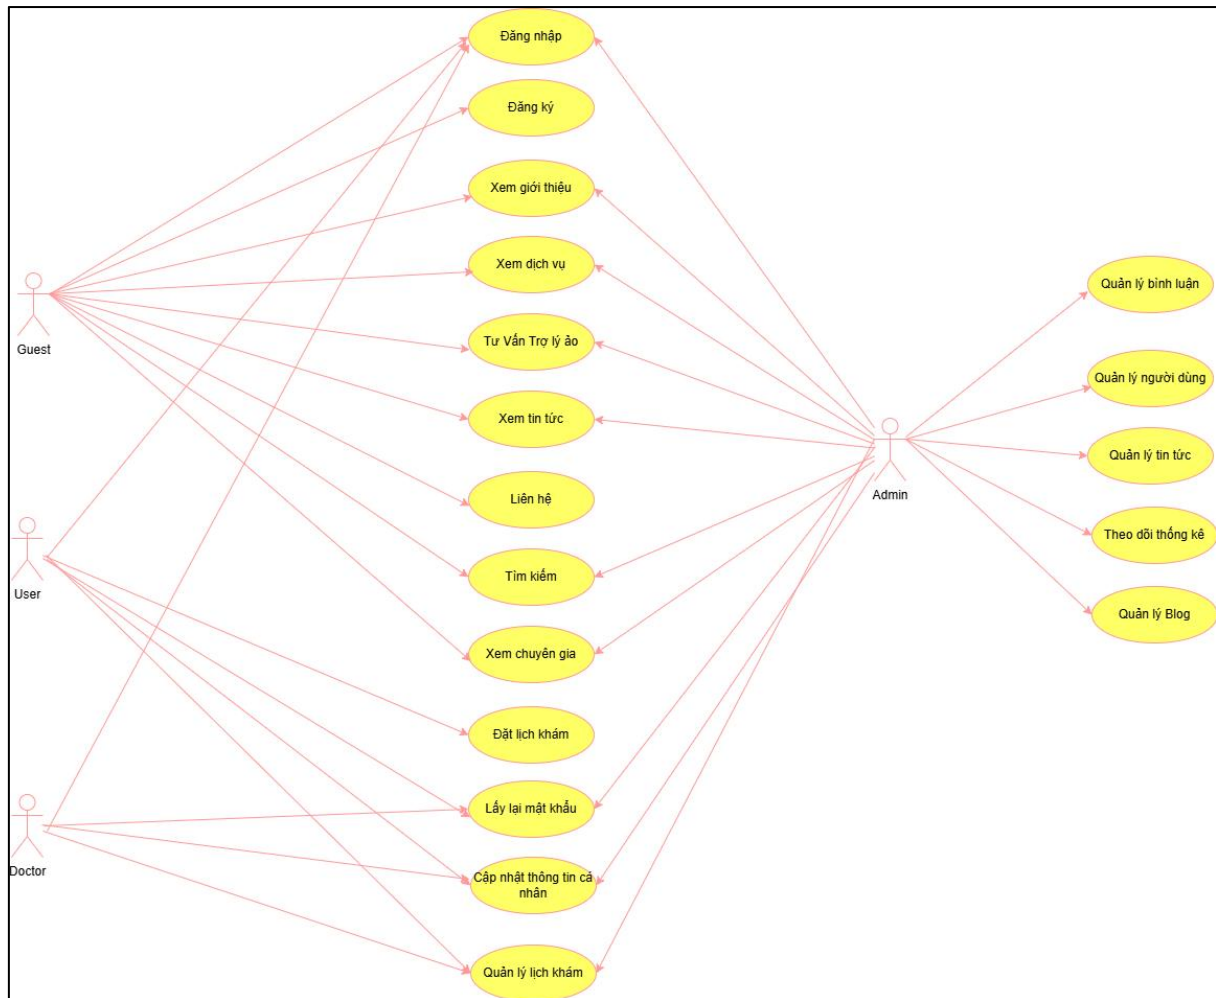 Đăng nhập
Đăng ký
Xem giới thiệu
Xem dịch vụ
Tư Vấn Trợ lý ảo
Xem tin tức
Liên hệ
Tìm kiếm
Xem chuyên gia
Đặt lịch khám
Lấy lại mật khẩu
Cập nhật thông tin cả
nhân
Quản lý lịch khám
Guest
User
Doctor
Admin
Quản lý bình luận
Quản lý người dùng
Quản lý tin tức
Theo dõi thống kê
Quản lý Blog